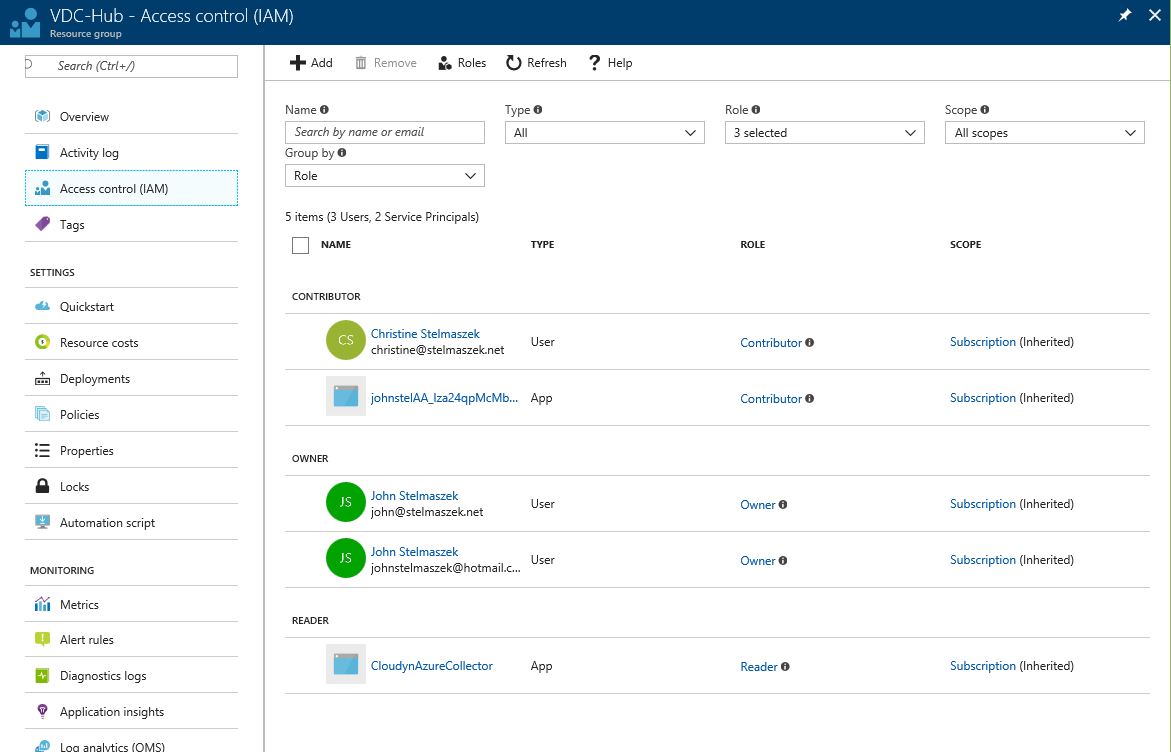 VDC-Hub - Access control (IAM)
Resource group
Search (Ctrl+/)
Overview
Activity log
Access control (IAM)
Tags
SETTINGS
Quickstart
Resource costs
Deployments
Policies
Properties
Locks
Automation script
MONITORING
Metrics
Alert rules
Diagnostics logs
Application insights
Log analytics (OMS)
Add Remove Roles Refresh Help
Name Type Role Scope
Search by name or email All 3 selected All scopes
Group by
Role
5 items (3 Users, 2 Service Principals)
NAME TYPE ROLE SCOPE
CONTRIBUTOR
CS Christine Stelmaszek
christine@stelmaszek.net User Contributor Subscription (Inherited)
johnstelAA_lza24qpMcMb... App Contributor Subscription (Inherited)
OWNER
JS John Stelmaszek
john@stelmaszek.net User Owner Subscription (Inherited)
JS John Stelmaszek
johnstelmaszek@hotmail.c... User Owner Subscription (Inherited)
READER
CloudynAzureCollector App Reader Subscription (Inherited)